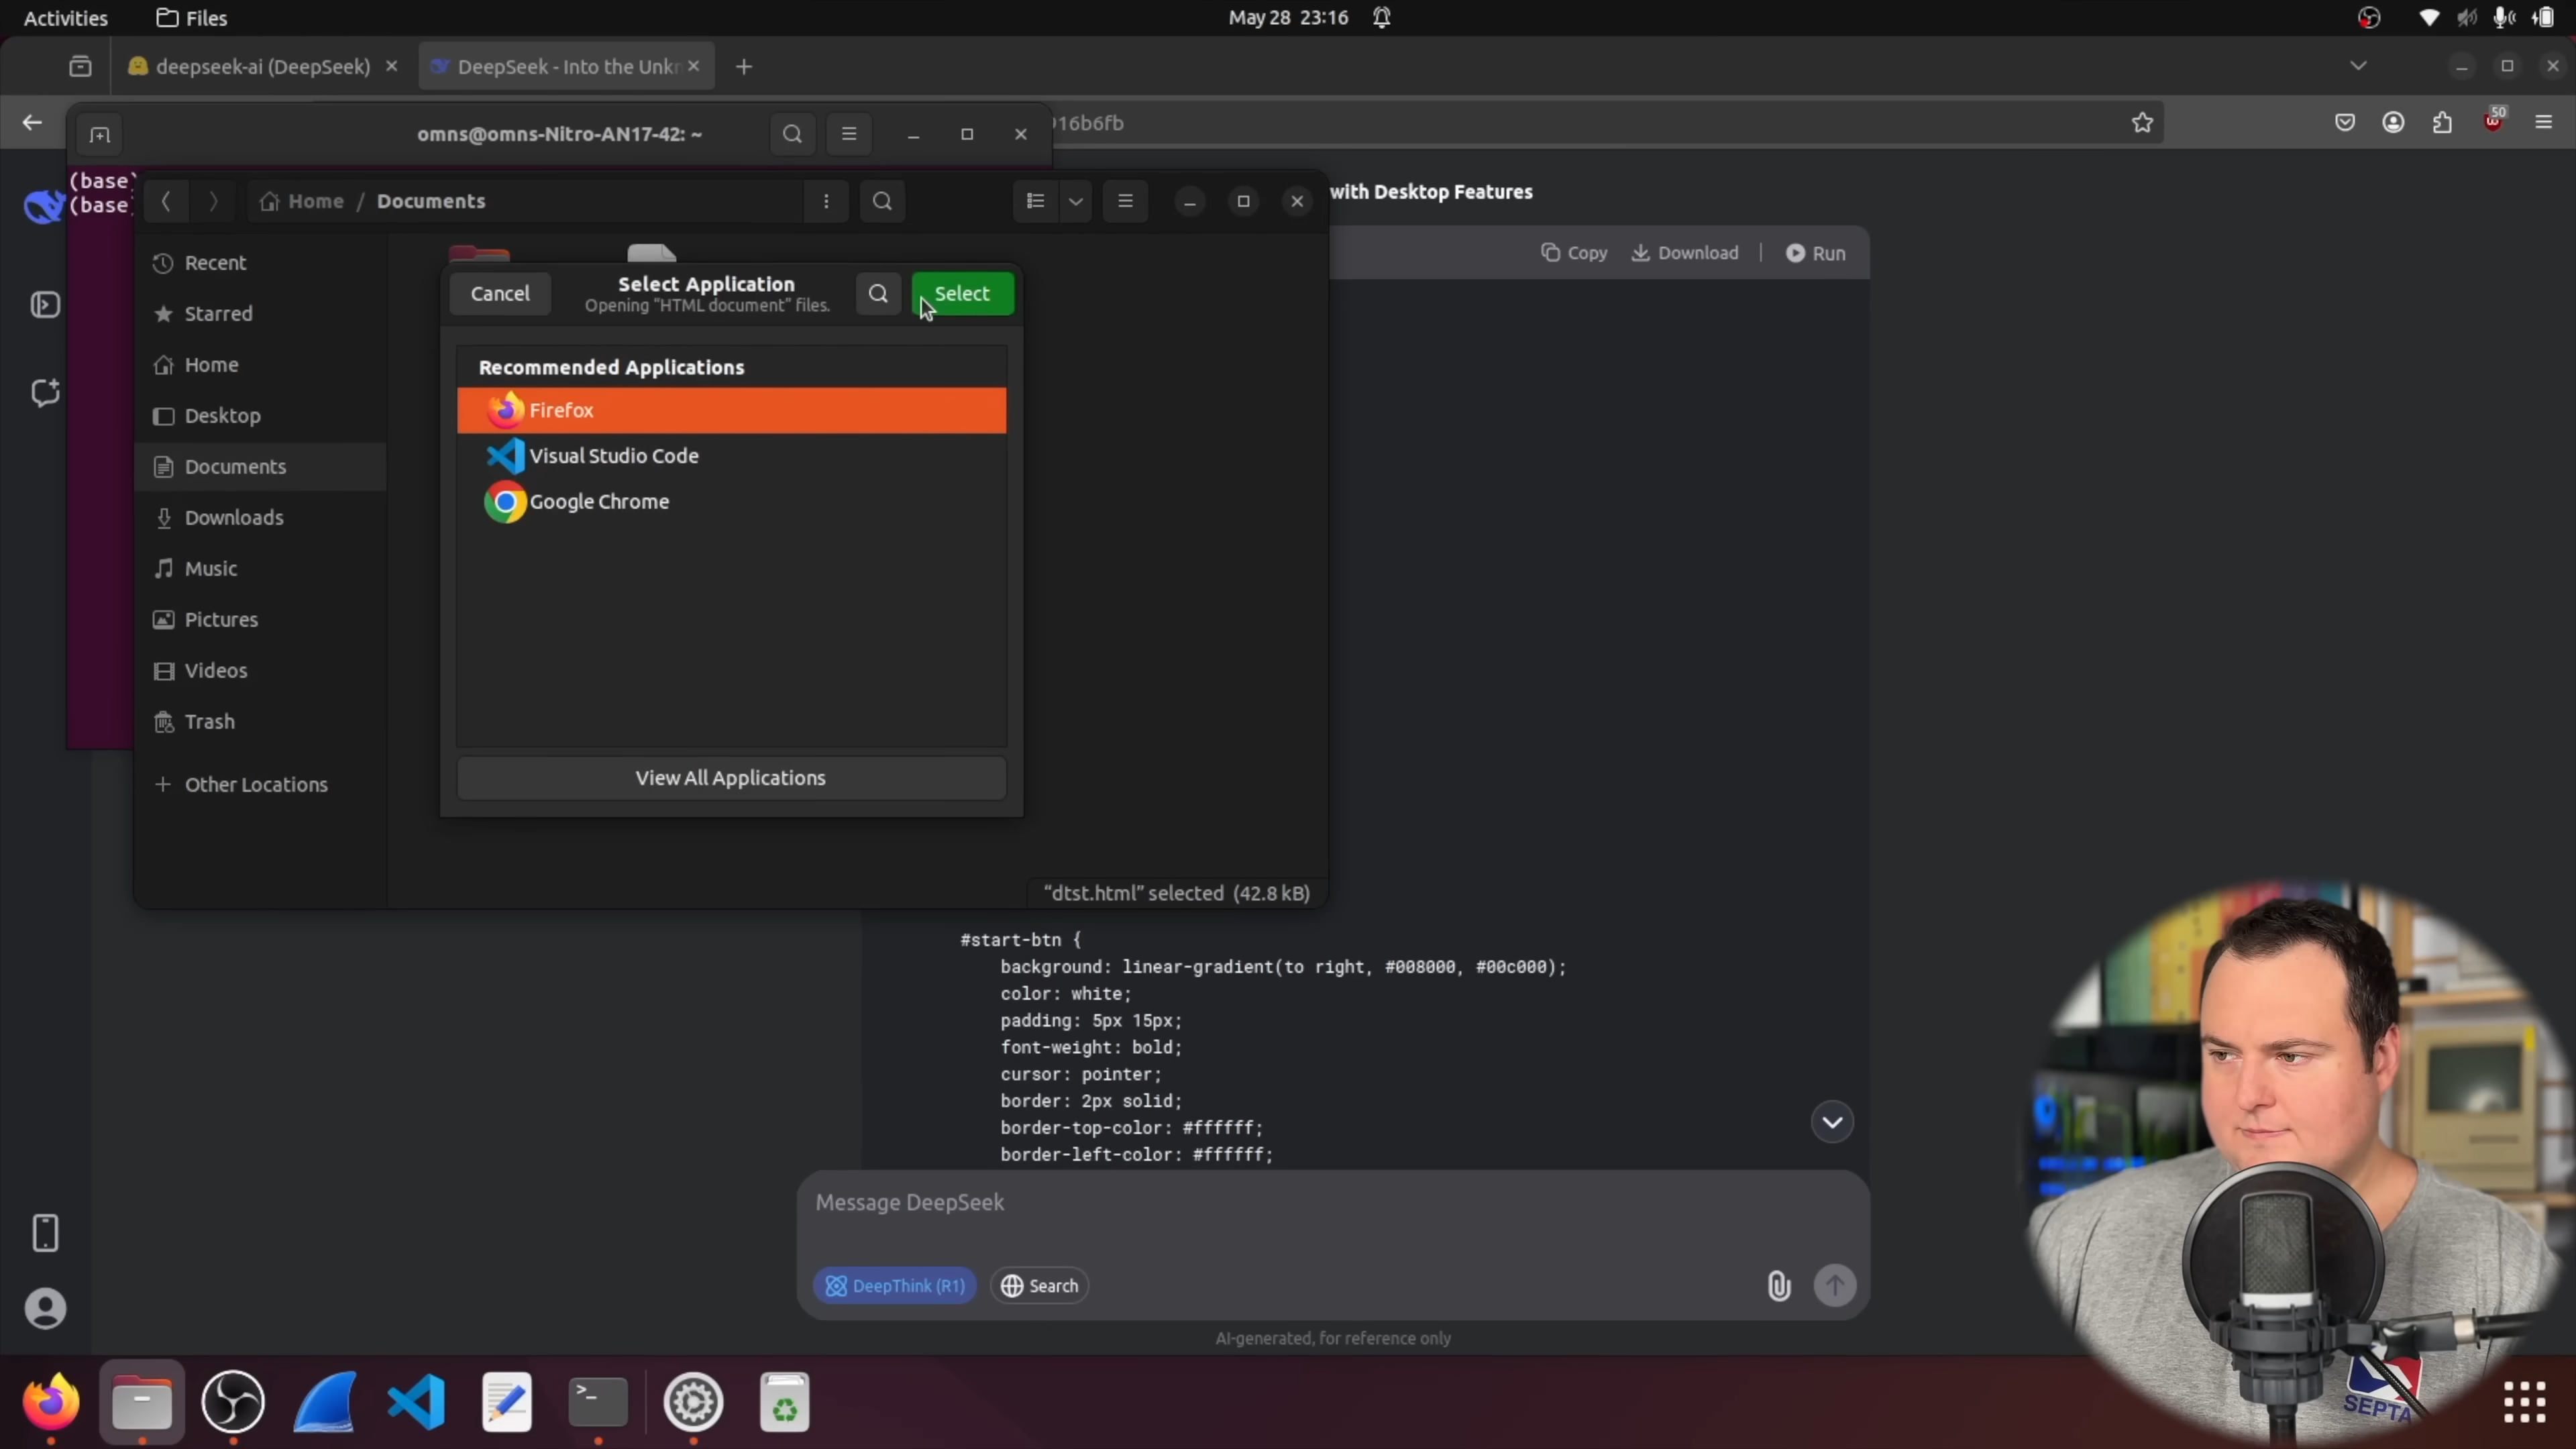 Activities
Files
May 28 23:16
deepseek-ai (DeepSeek)
DeepSeek - Into the Unkn
omns@omns-Nitro-AN17-42: ~
16b6fb
50
(base)
(base)
Home / Documents
with Desktop Features
Copy
Download
Run
Recent
Starred
Home
Desktop
Documents
Downloads
Music
Pictures
Videos
Trash
Other Locations
Cancel
Select Application
Opening "HTML document" files.
Select
Recommended Applications
Firefox
Visual Studio Code
Google Chrome
View All Applications
"dtst.html" selected (42.8 kB)
#start-btn {
background: linear-gradient(to right, #008000, #00c000);
color: white;
padding: 5px 15px;
font-weight: bold;
cursor: pointer;
border: 2px solid;
border-top-color: #ffffff;
border-left-color: #ffffff;
Message DeepSeek
DeepThink (R1)
Search
AI-generated, for reference only
SEPTA